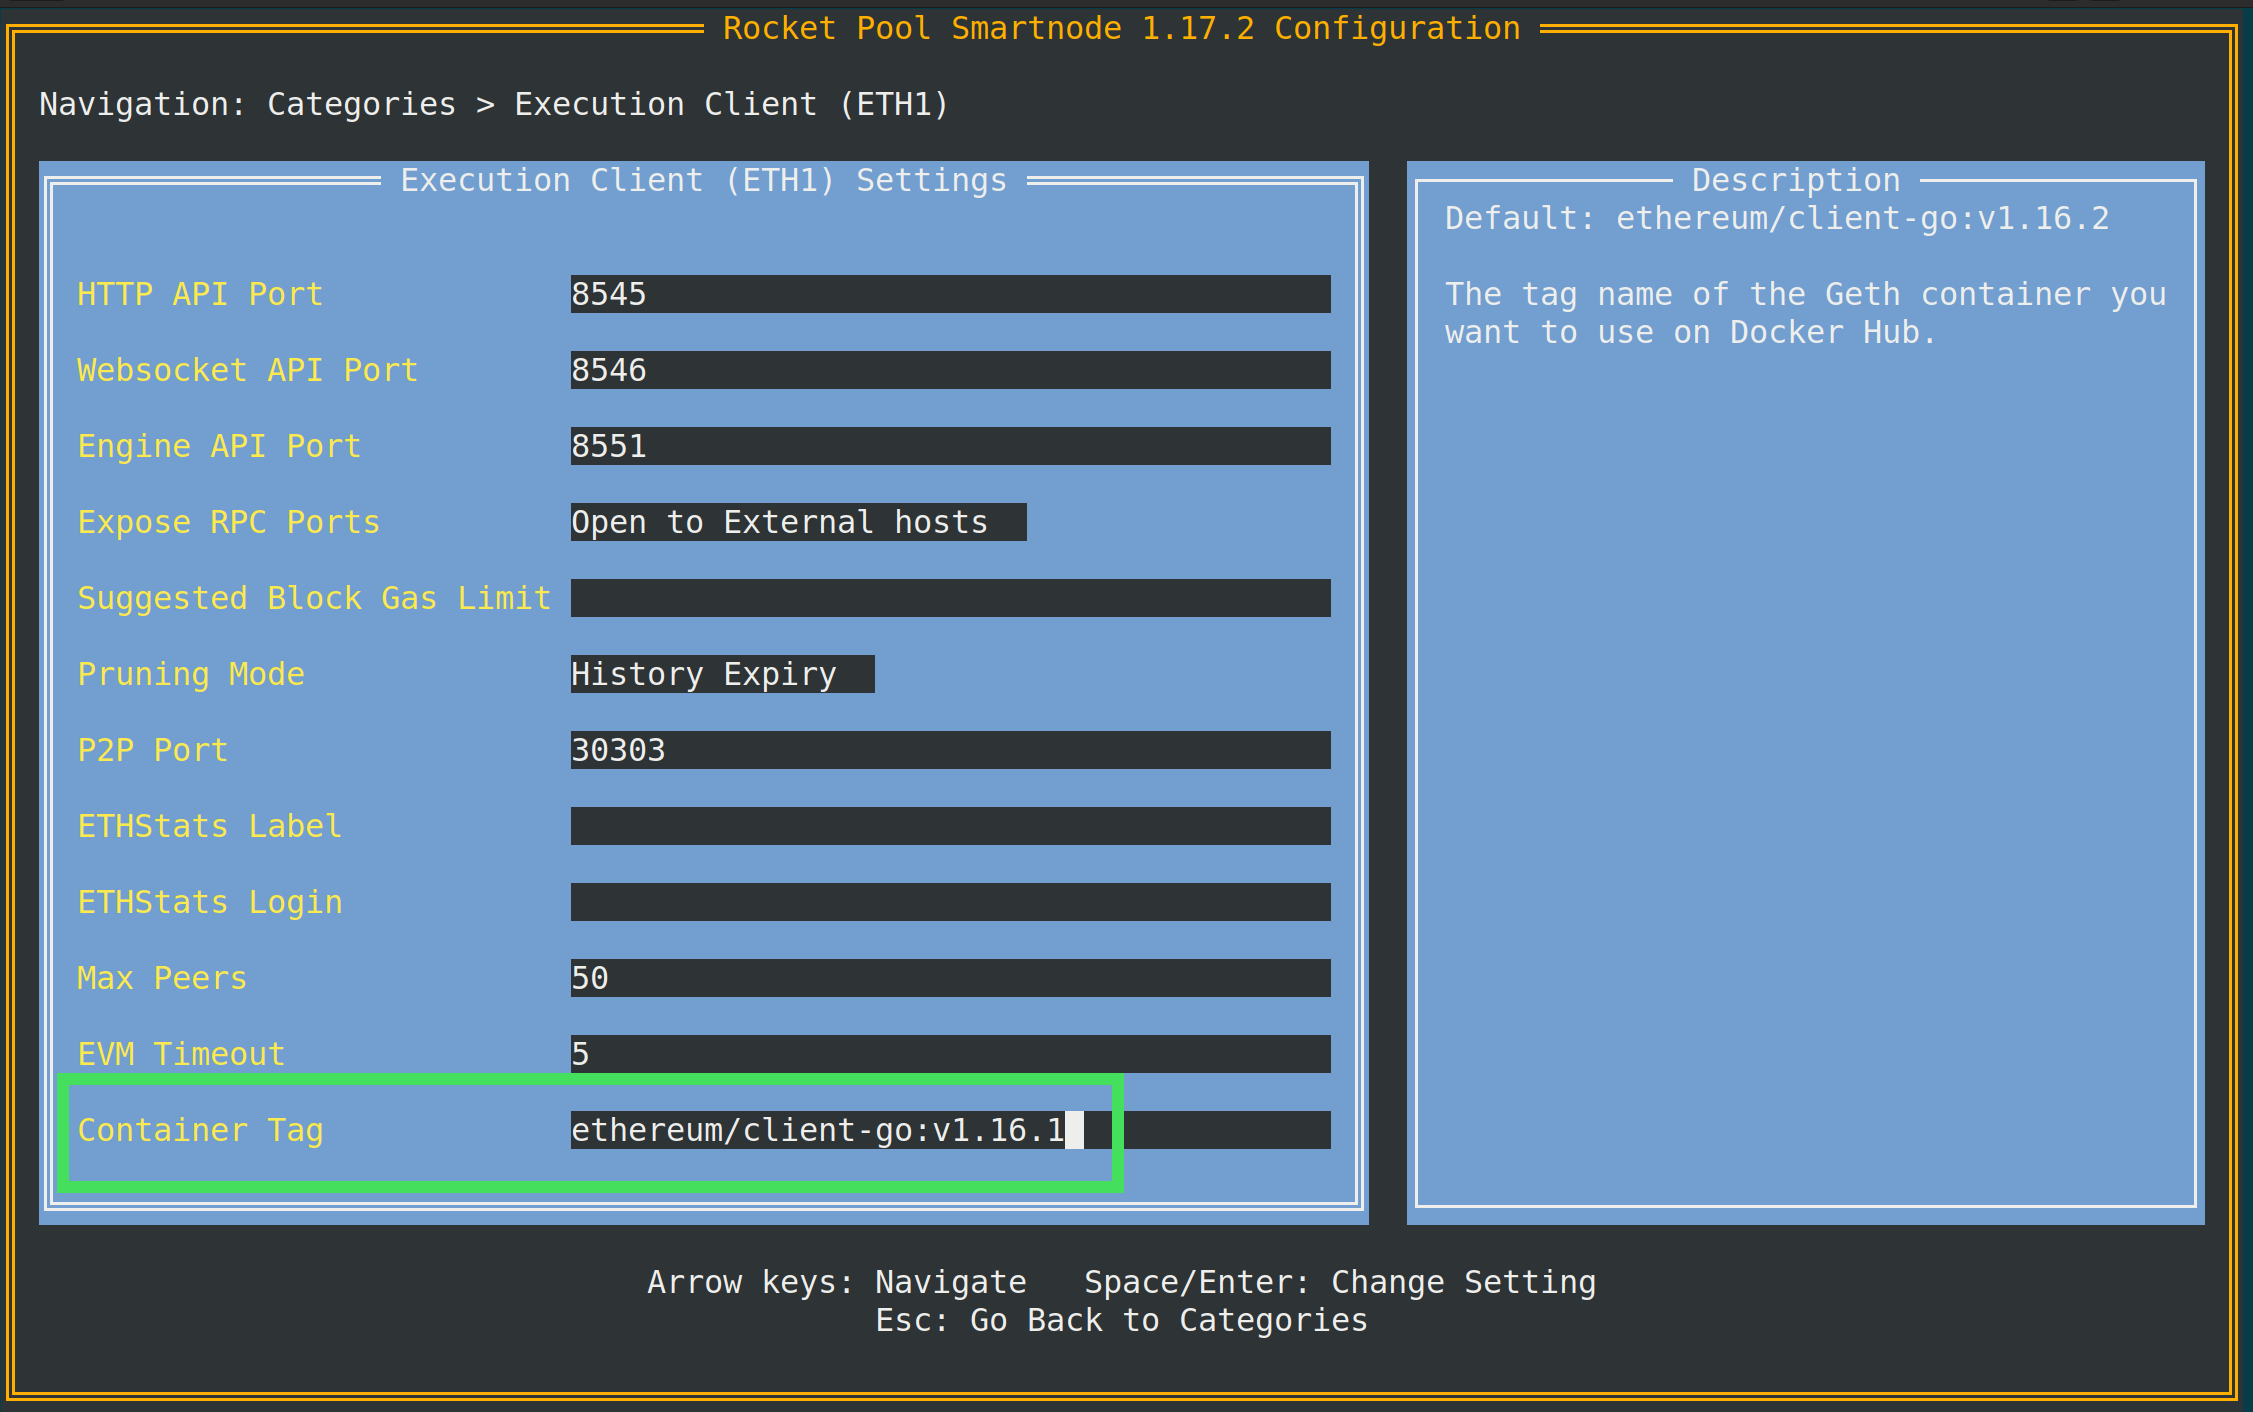 Rocket Pool Smartnode 1.17.2 Configuration
Navigation: Categories > Execution Client (ETH1)
Execution Client (ETH1) Settings
HTTP API Port 8545
Websocket API Port 8546
Engine API Port 8551
Expose RPC Ports Open to External hosts
Suggested Block Gas Limit
Pruning Mode History Expiry
P2P Port 30303
ETHStats Label
ETHStats Login
Max Peers 50
EVM Timeout 5
Container Tag ethereum/client-go:v1.16.1
Description
Default: ethereum/client-go:v1.16.2
The tag name of the Geth container you
want to use on Docker Hub.
Arrow keys: Navigate Space/Enter: Change Setting
Esc: Go Back to Categories